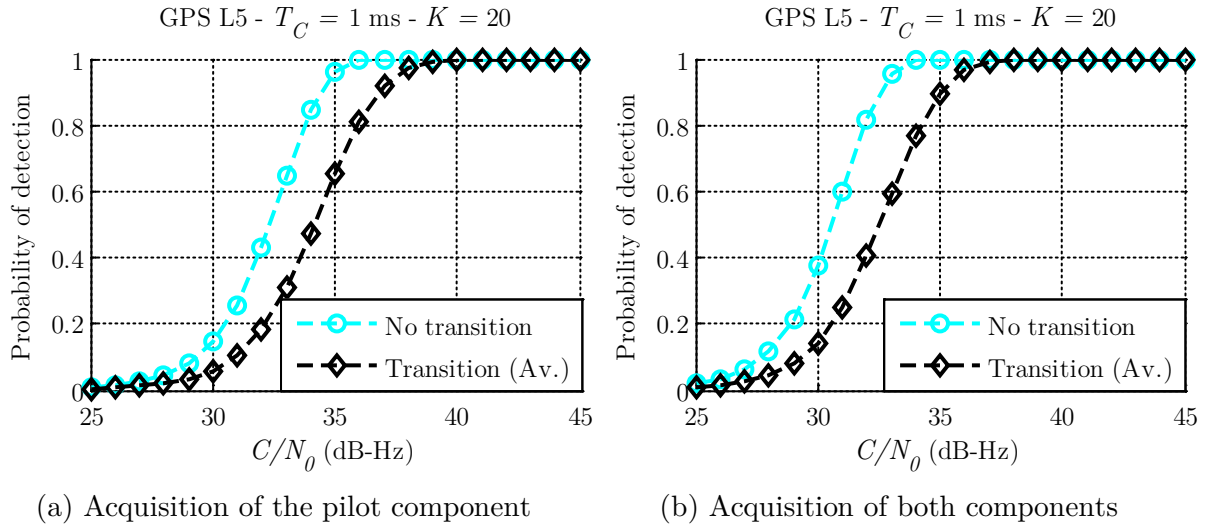 GPS L5 - T_C = 1 ms - K = 20
Probability of detection
1
0.8
0.6
0.4
0.2
0
25
30
35
40
45
C/N_0 (dB-Hz)
No transition
Transition (Av.)
(a) Acquisition of the pilot component
GPS L5 - T_C = 1 ms - K = 20
Probability of detection
1
0.8
0.6
0.4
0.2
0
25
30
35
40
45
C/N_0 (dB-Hz)
No transition
Transition (Av.)
(b) Acquisition of both components